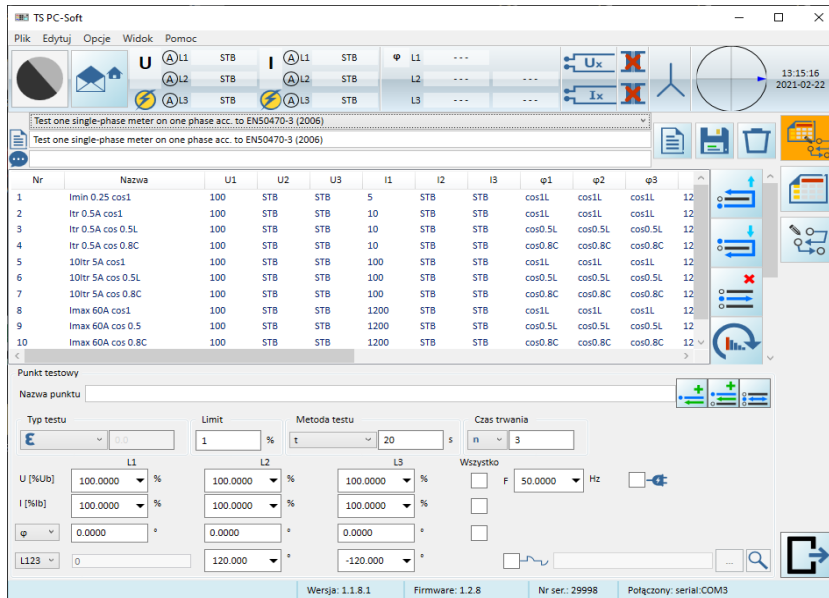 TS PC-Soft
Plik Edytuj Opcje Widok Pomoc
U A L1 STB I A L1 STB φ L1 - - -
A L2 STB A L2 STB L2 - - - - - -
A L3 STB A L3 STB L3 - - - - - -
Ux
Ix
13:15:16
2021-02-22
Test one single-phase meter on one phase acc. to EN50470-3 (2006)
Test one single-phase meter on one phase acc. to EN50470-3 (2006)
Nr Nazwa U1 U2 U3 I1 I2 I3 φ1 φ2 φ3
1 Imin 0.25 cos1 100 STB STB 5 STB STB cos1L cos1L cos1L 12
2 Itr 0.5A cos1 100 STB STB 10 STB STB cos1L cos1L cos1L 12
3 Itr 0.5A cos 0.5L 100 STB STB 10 STB STB cos0.5L cos0.5L cos0.5L 12
4 Itr 0.5A cos 0.8C 100 STB STB 10 STB STB cos0.8C cos0.8C cos0.8C 12
5 10Itr 5A cos1 100 STB STB 100 STB STB cos1L cos1L cos1L 12
6 10Itr 5A cos 0.5L 100 STB STB 100 STB STB cos0.5L cos0.5L cos0.5L 12
7 10Itr 5A cos 0.8C 100 STB STB 100 STB STB cos0.8C cos0.8C cos0.8C 12
8 Imax 60A cos1 100 STB STB 1200 STB STB cos1L cos1L cos1L 12
9 Imax 60A cos 0.5 100 STB STB 1200 STB STB cos0.5L cos0.5L cos0.5L 12
10 Imax 60A cos 0.8C 100 STB STB 1200 STB STB cos0.8C cos0.8C cos0.8C 12
Punkt testowy
Nazwa punktu
Typ testu Limit Metoda testu Czas trwania
ε 0.0 1 % t 20 s n 3
L1 L2 L3 Wszystko
U [%Ub] 100.0000 % 100.0000 % 100.0000 % F 50.0000 Hz
I [%Ib] 100.0000 % 100.0000 % 100.0000 %
φ 0.0000 ° 0.0000 ° 0.0000 °
L123 0 120.000 ° -120.000 ° ...
Wersja: 1.1.8.1 Firmware: 1.2.8 Nr ser.: 29998 Połączony: serial:COM3